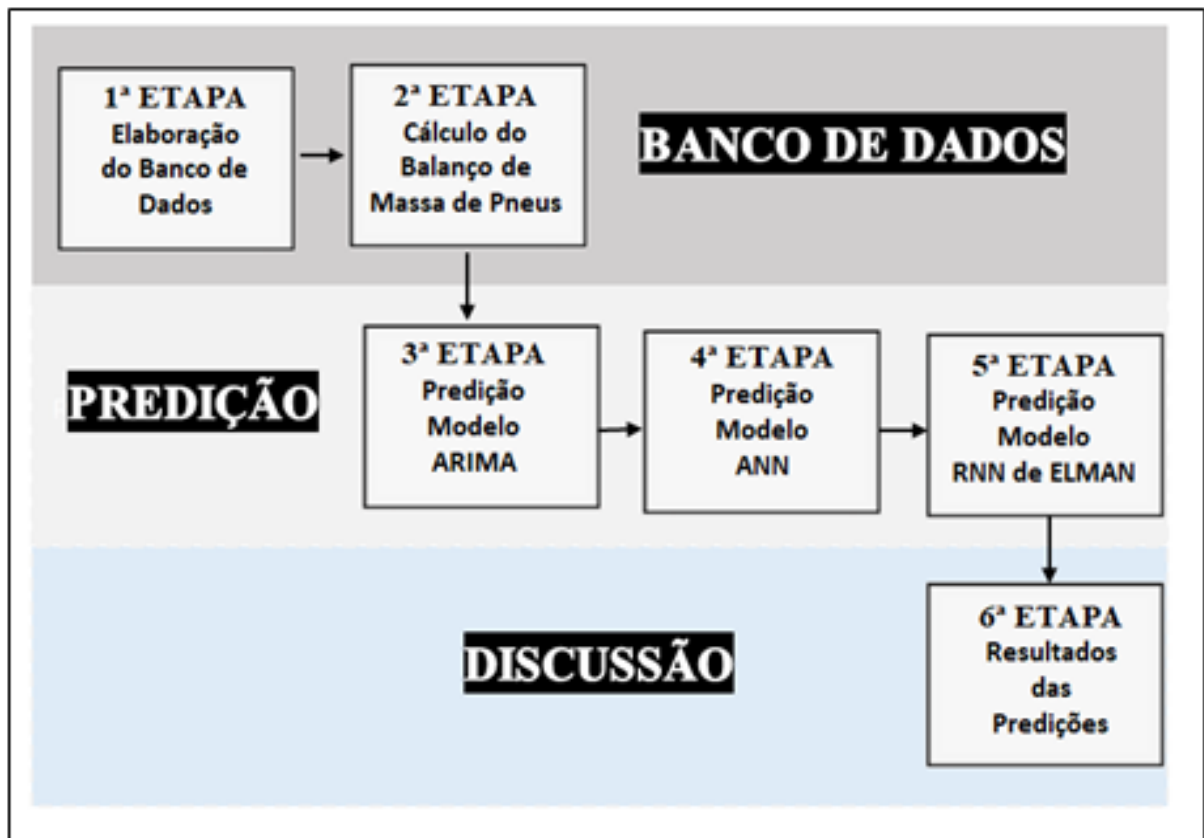 1ª ETAPA
Elaboração
do Banco de
Dados
2ª ETAPA
Cálculo do
Balanço de
Massa de Pneus
BANCO DE DADOS
PREDIÇÃO
3ª ETAPA
Predição
Modelo
ARIMA
4ª ETAPA
Predição
Modelo
ANN
5ª ETAPA
Predição
Modelo
RNN de ELMAN
DISCUSSÃO
6ª ETAPA
Resultados
das
Predições